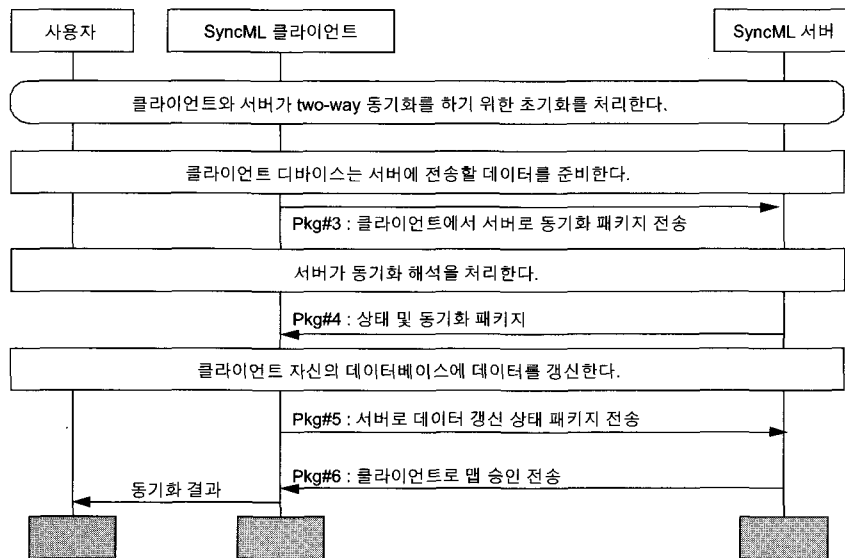 사용자
SyncML 클라이언트
SyncML 서버
클라이언트와 서버가 two-way 동기화를 하기 위한 초기화를 처리한다.
클라이언트 디바이스는 서버에 전송할 데이터를 준비한다.
Pkg#3 : 클라이언트에서 서버로 동기화 패키지 전송
서버가 동기화 해석을 처리한다.
Pkg#4 : 상태 및 동기화 패키지
클라이언트 자신의 데이터베이스에 데이터를 갱신한다.
Pkg#5 : 서버로 데이터 갱신 상태 패키지 전송
Pkg#6 : 클라이언트로 맵 승인 전송
동기화 결과